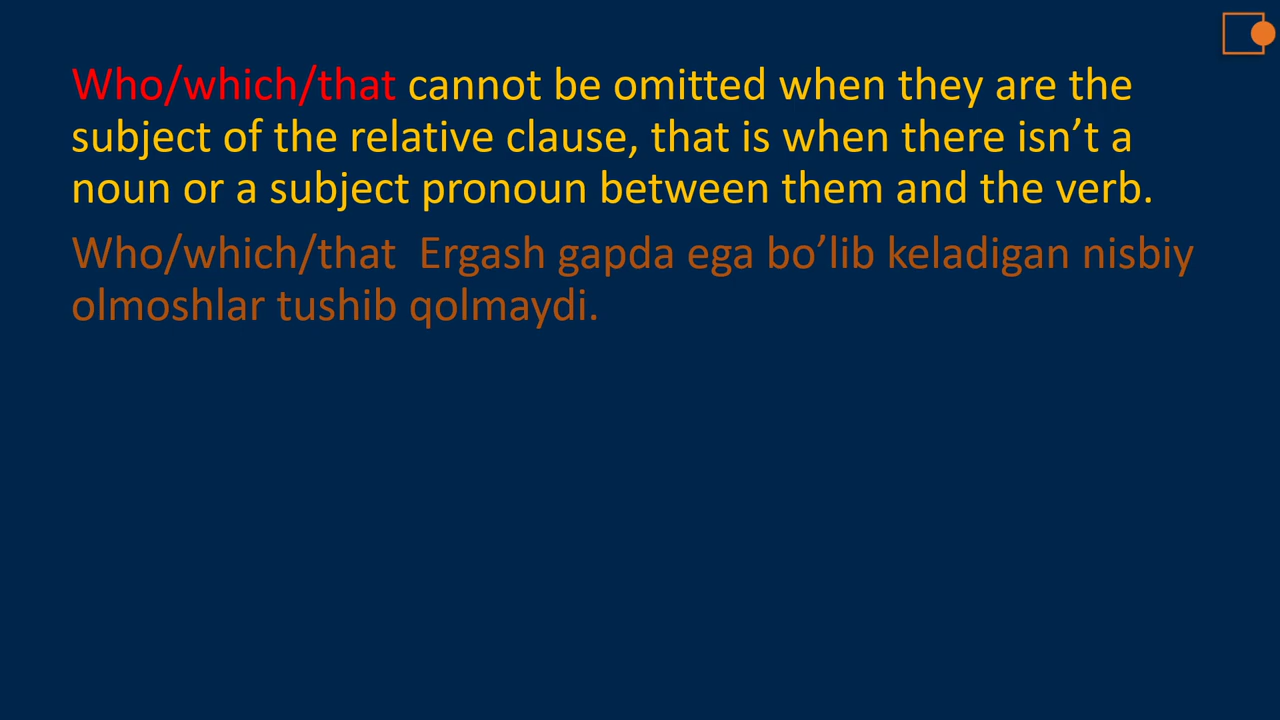 Who/which/that cannot be omitted when they are the
subject of the relative clause, that is when there isn’t a
noun or a subject pronoun between them and the verb.
Who/which/that  Ergash gapda ega bo’lib keladigan nisbiy
olmoshlar tushib qolmaydi.